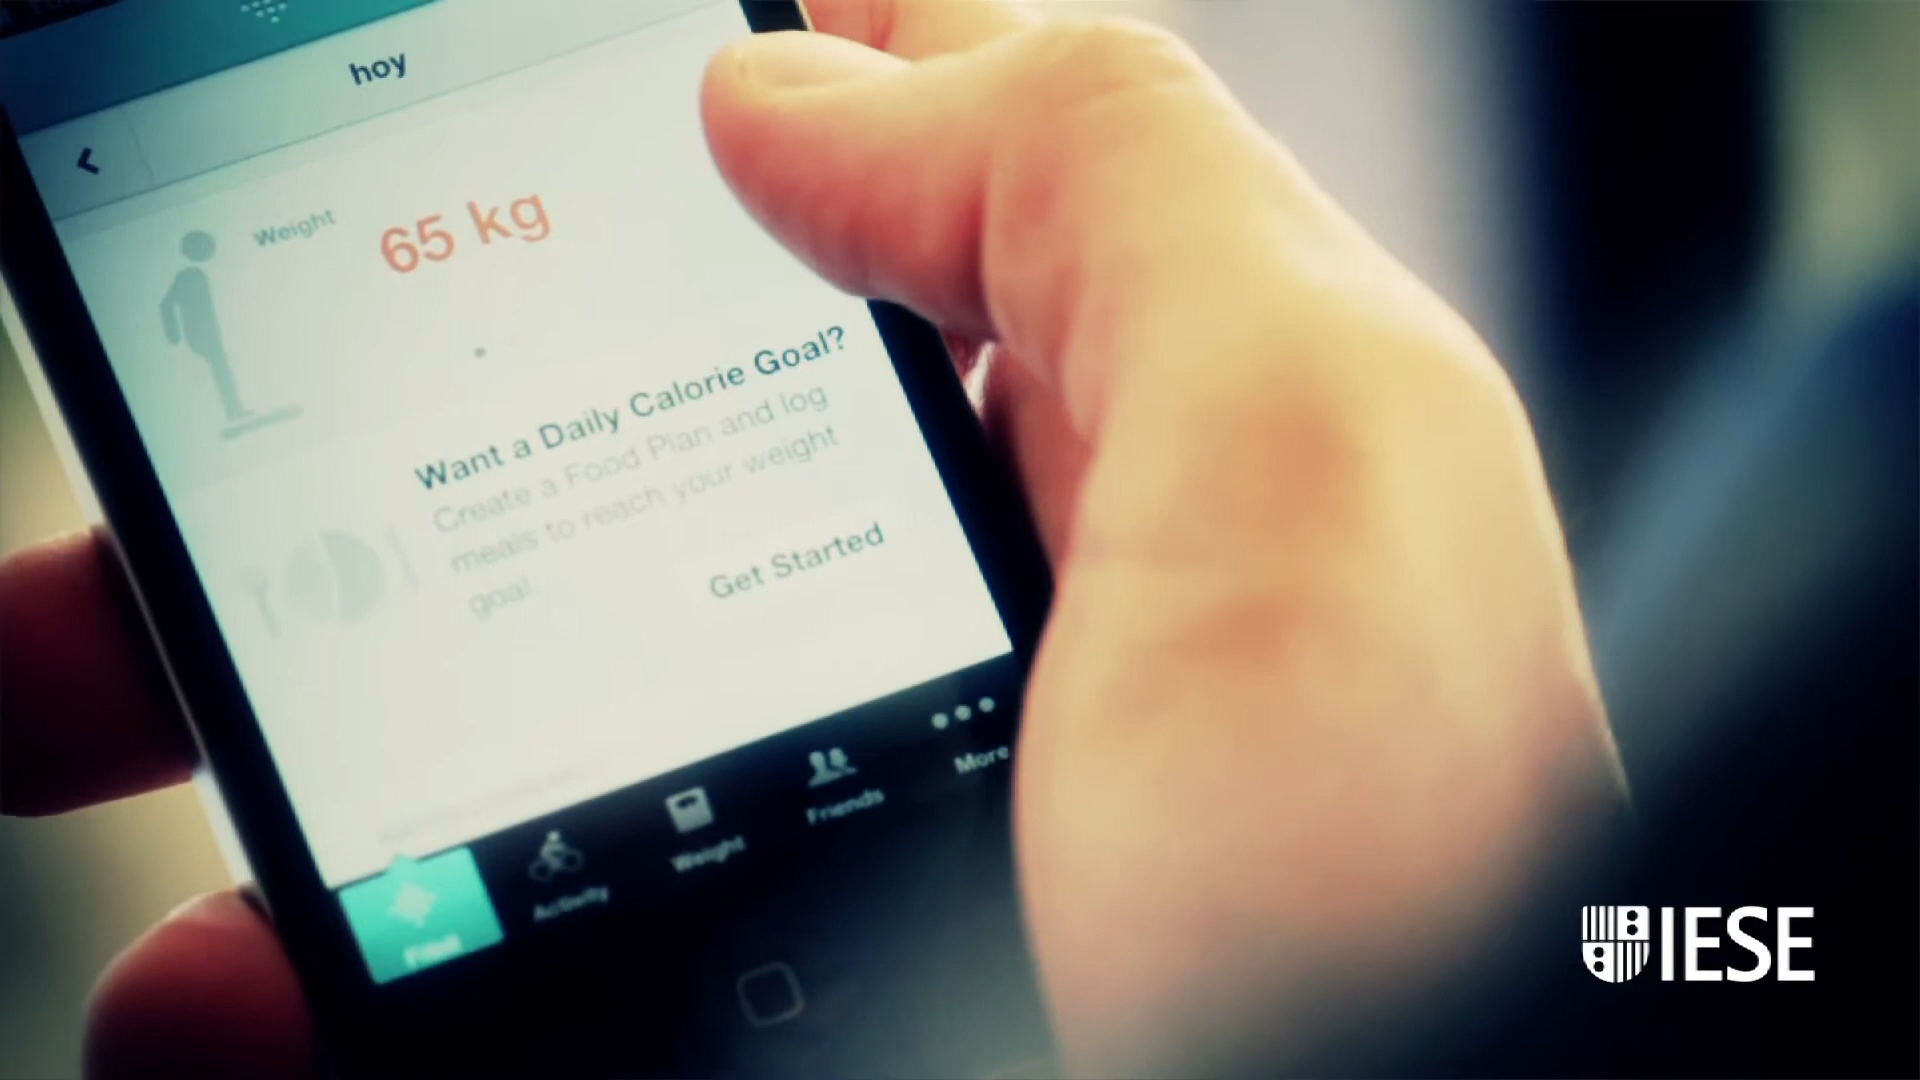 hoy
Weight
65 kg
Want a Daily Calorie Goal?
Create a Food Plan and log
meals to reach your weight
goal.
Get Started
Activity
Weight
Friends
More
IESE